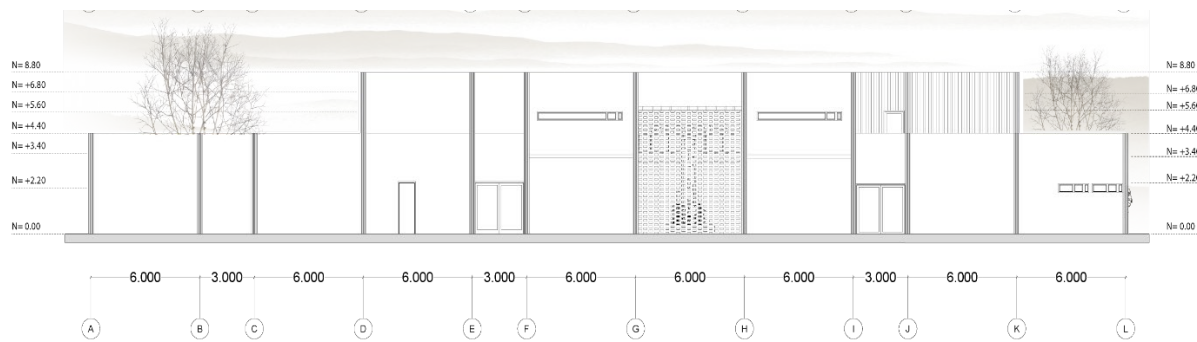 N= 8.80
N= +6.80
N= +5.60
N= +4.40
N= +3.40
N= +2.20
N= 0.00
N= 8.80
N= +6.80
N= +5.60
N= +4.40
N= +3.40
N= +2.20
N= 0.00
6.000 3.000 6.000 6.000 3.000 6.000 6.000 6.000 3.000 6.000 6.000
A B C D E F G H I J K L